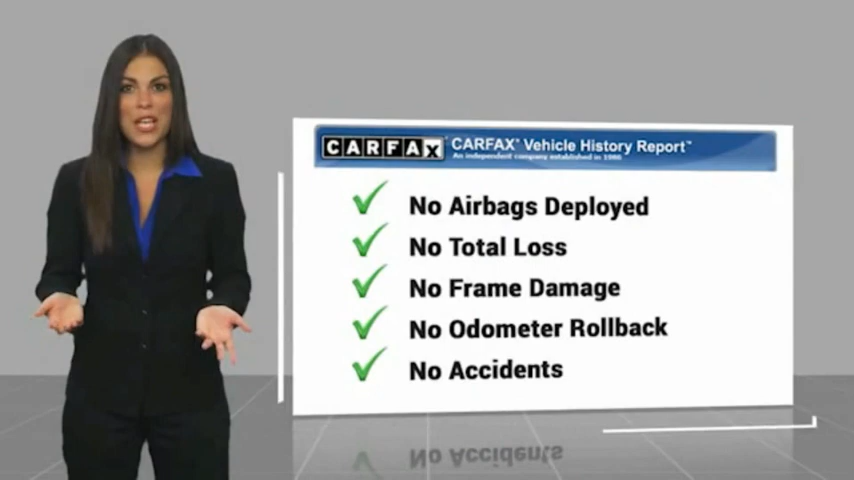 CARFAX
CARFAX™ Vehicle History Report™
An independent company established in 1986
No Airbags Deployed
No Total Loss
No Frame Damage
No Odometer Rollback
No Accidents
No Accidents